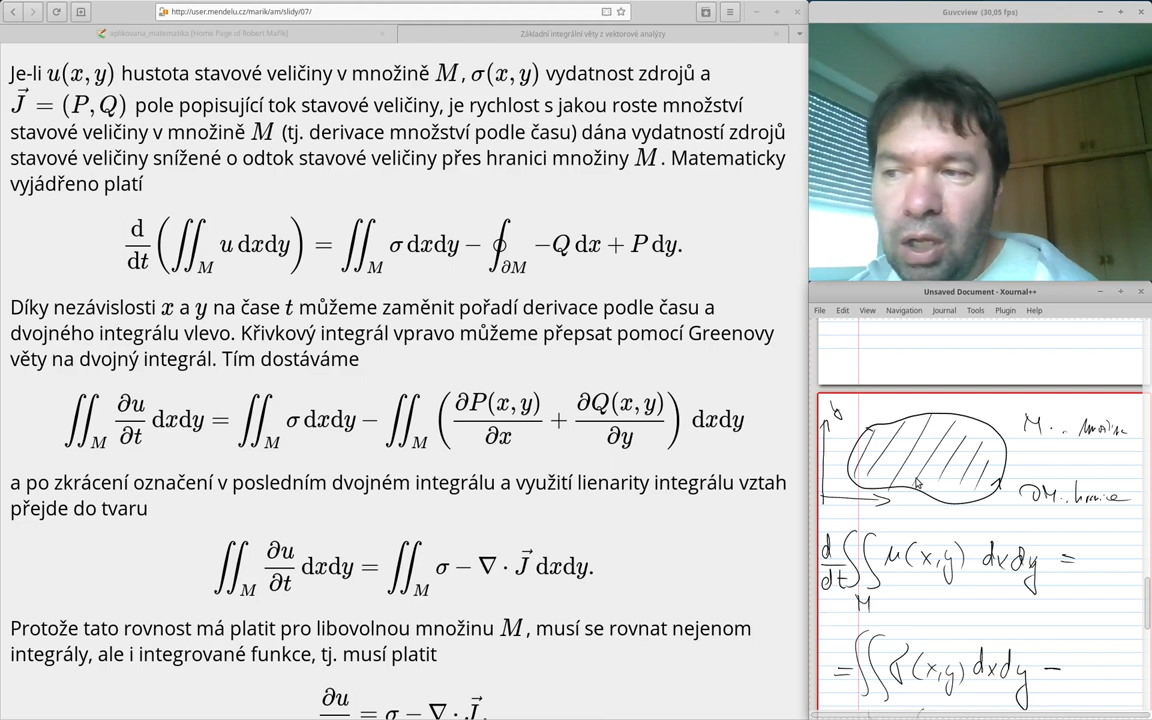 http://user.mendelu.cz/marik/am/slidy/07/
aplikovana_matematika [Home Page of Robert Mařík]
Základní integrální věty z vektorové analýzy
Je-li u(x, y) hustota stavové veličiny v množině M, σ(x, y) vydatnost zdrojů a
J⃗ = (P, Q) pole popisující tok stavové veličiny, je rychlost s jakou roste množství
stavové veličiny v množině M (tj. derivace množství podle času) dána vydatností zdrojů
stavové veličiny snížené o odtok stavové veličiny přes hranici množiny M. Matematicky
vyjádřeno platí
d/dt (∬_M u dxdy) = ∬_M σ dxdy − ∮_∂M −Q dx + P dy.
Díky nezávislosti x a y na čase t můžeme zaměnit pořadí derivace podle času a
dvojného integrálu vlevo. Křivkový integrál vpravo můžeme přepsat pomocí Greenovy
věty na dvojný integrál. Tím dostáváme
∬_M ∂u/∂t dxdy = ∬_M σ dxdy − ∬_M (∂P(x, y)/∂x + ∂Q(x, y)/∂y) dxdy
a po zkrácení označení v posledním dvojném integrálu a využití lienarity integrálu vztah
přejde do tvaru
∬_M ∂u/∂t dxdy = ∬_M σ − ∇ · J⃗ dxdy.
Protože tato rovnost má platit pro libovolnou množinu M, musí se rovnat nejenom
integrály, ale i integrované funkce, tj. musí platit
∂u/ = σ − ∇ · J⃗.
Guvcview (30,05 fps)
Unsaved Document - Xournal++
File Edit View Navigation Journal Tools Plugin Help
M... množina
∂M.. hranice
d/dt ∬_M u(x,y) dxdy =
= ∬ σ(x,y) dxdy −